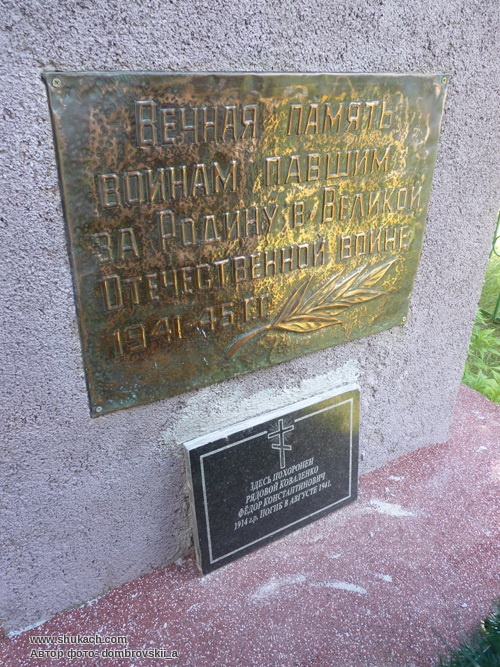 Вечная память
воинам павшим
за Родину в Великой
Отечественной войне
1941-45 г.г.
ЗДЕСЬ ПОХОРОНЕН
РЯДОВОЙ КОВАЛЕНКО
ФЁДОР КОНСТАНТИНОВИЧ
1914 г.р. ПОГИБ В АВГУСТЕ 1941.
www.shukach.com
Автор фото: dombrovskii_a